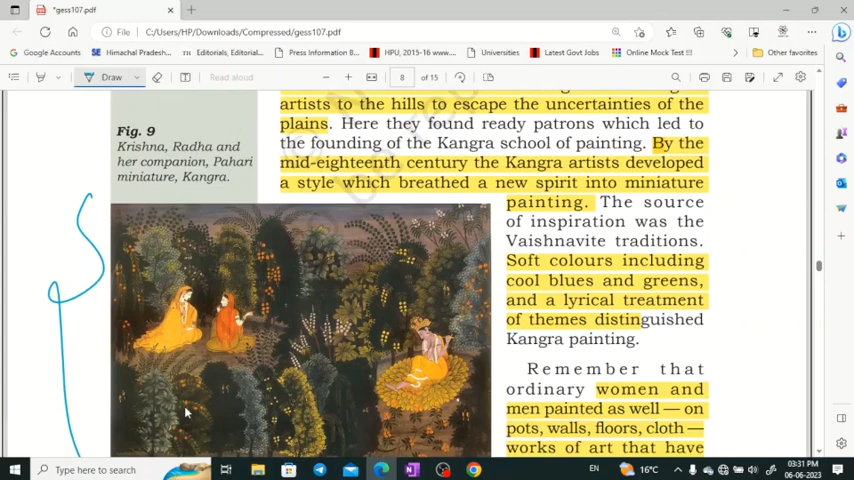 *gess107.pdf
File
C:/Users/HP/Downloads/Compressed/gess107.pdf
Google Accounts
Himachal Pradesh...
Editorials, Editorial...
Press Information B...
HPU, 2015-16 www....
Universities
Latest Govt Jobs
Online Mock Test !!!
Other favorites
Draw
Read aloud
8
of 15
artists to the hills to escape the uncertainties of the
plains. Here they found ready patrons which led to
the founding of the Kangra school of painting. By the
mid-eighteenth century the Kangra artists developed
a style which breathed a new spirit into miniature
painting. The source
of inspiration was the
Vaishnavite traditions.
Soft colours including
cool blues and greens,
and a lyrical treatment
of themes distinguished
Kangra painting.
Remember that
ordinary women and
men painted as well — on
pots, walls, floors, cloth —
works of art that have
Fig. 9
Krishna, Radha and
her companion, Pahari
miniature, Kangra.
Type here to search
EN
16°C
03:31 PM
06-06-2023